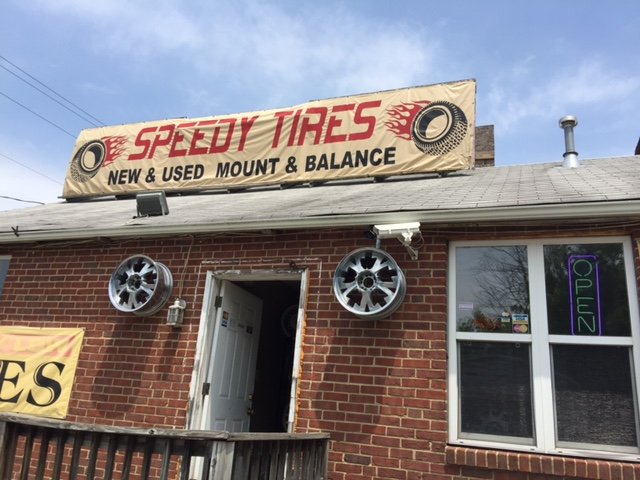 SPEEDY TIRES
NEW & USED MOUNT & BALANCE
OPEN
ES